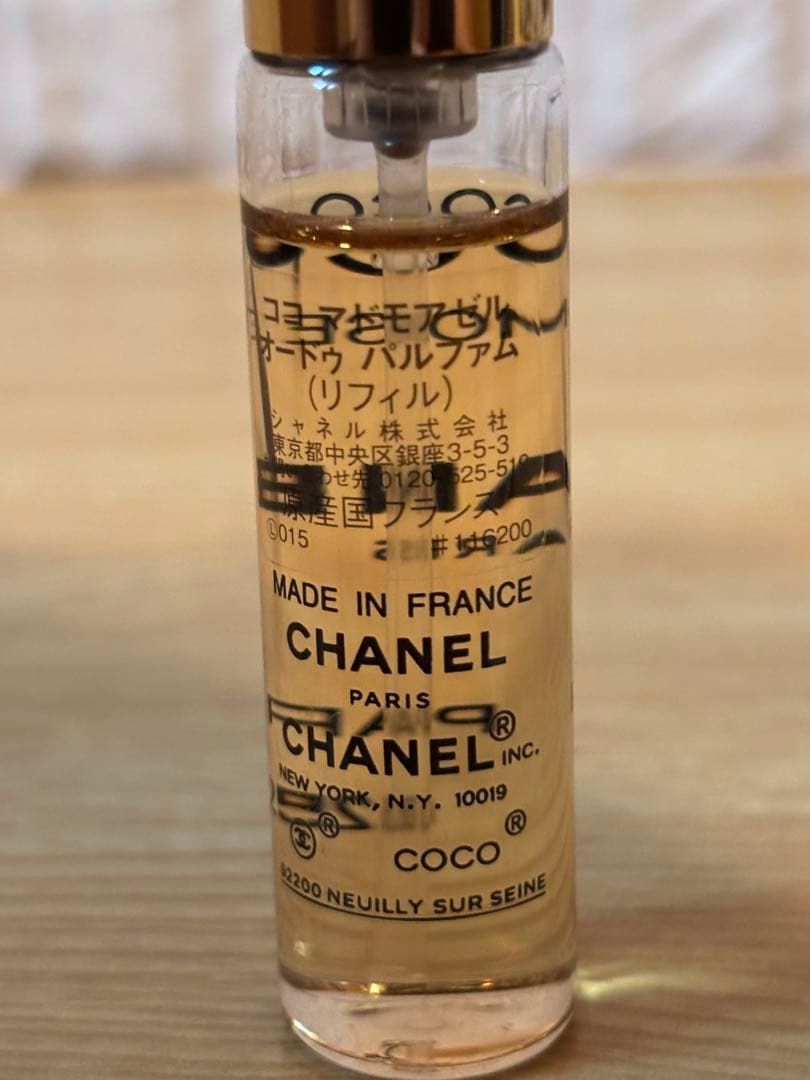 ココ マドモアゼル
オードゥ パルファム
(リフィル)
シャネル株式会社
東京都中央区銀座3-5-3
原産国フランス
Ⓛ015 #116200
MADE IN FRANCE
CHANEL
PARIS
CHANEL® INC.
NEW YORK, N.Y. 10019
® COCO®
92200 NEUILLY SUR SEINE